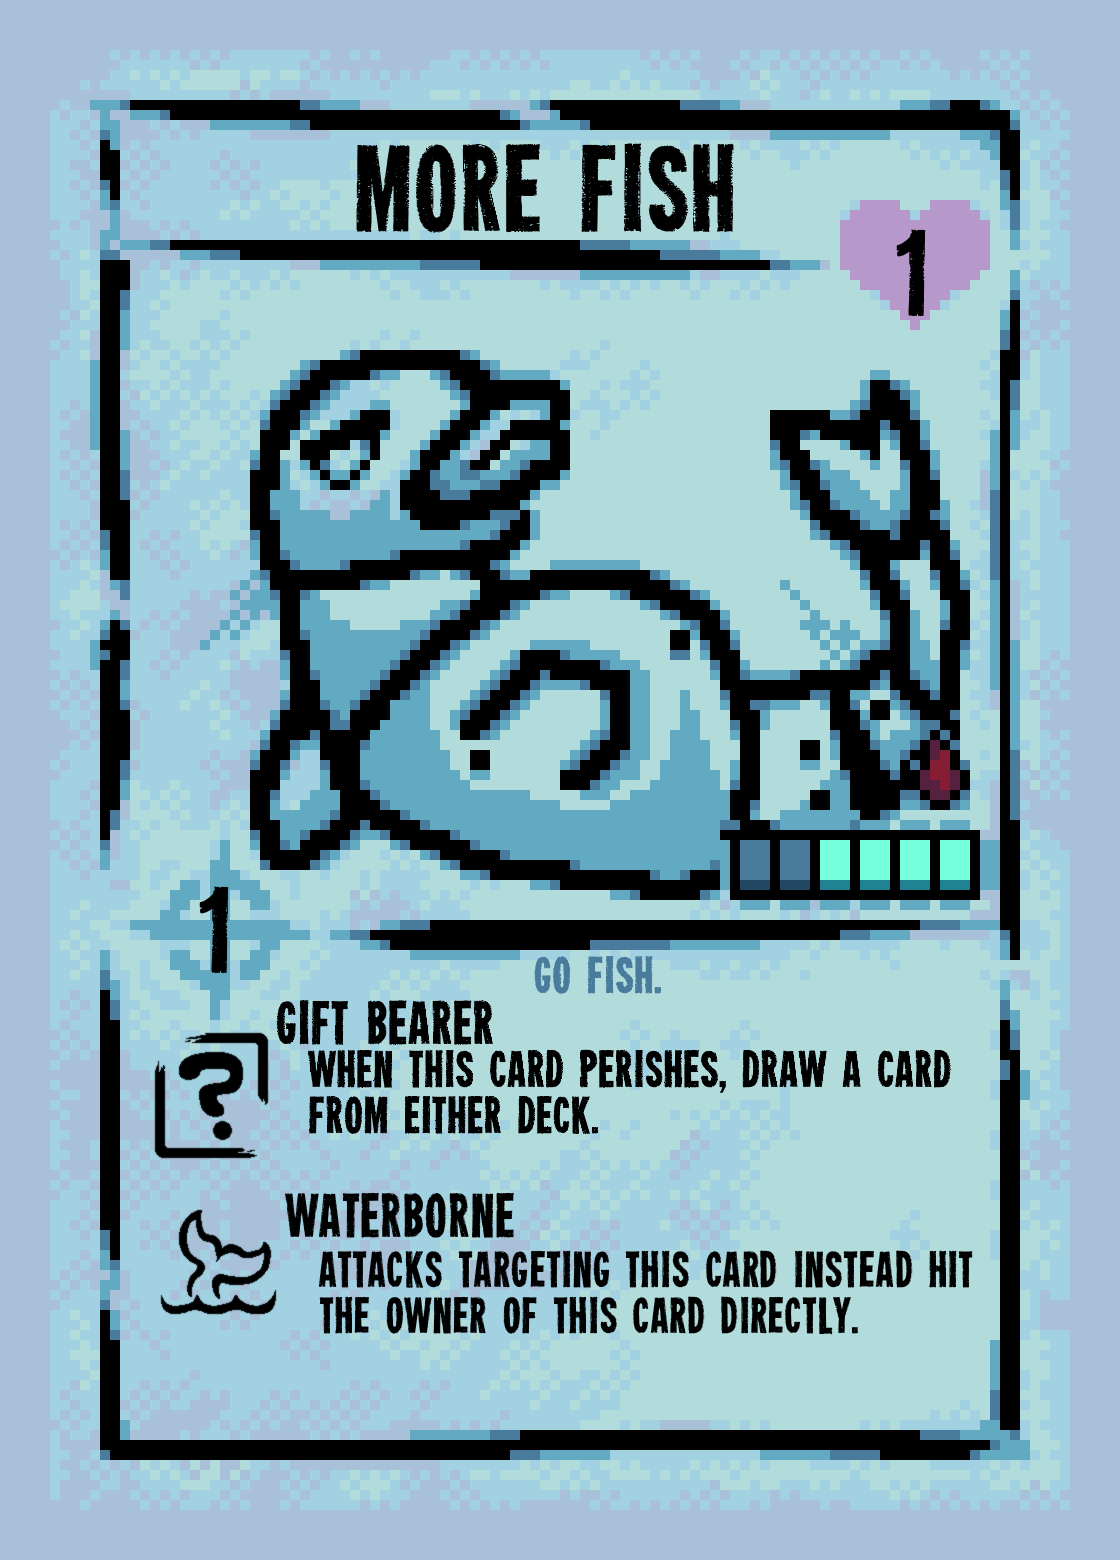 MORE FISH
1
1
GO FISH.
GIFT BEARER
WHEN THIS CARD PERISHES, DRAW A CARD
FROM EITHER DECK.
?
WATERBORNE
ATTACKS TARGETING THIS CARD INSTEAD HIT
THE OWNER OF THIS CARD DIRECTLY.